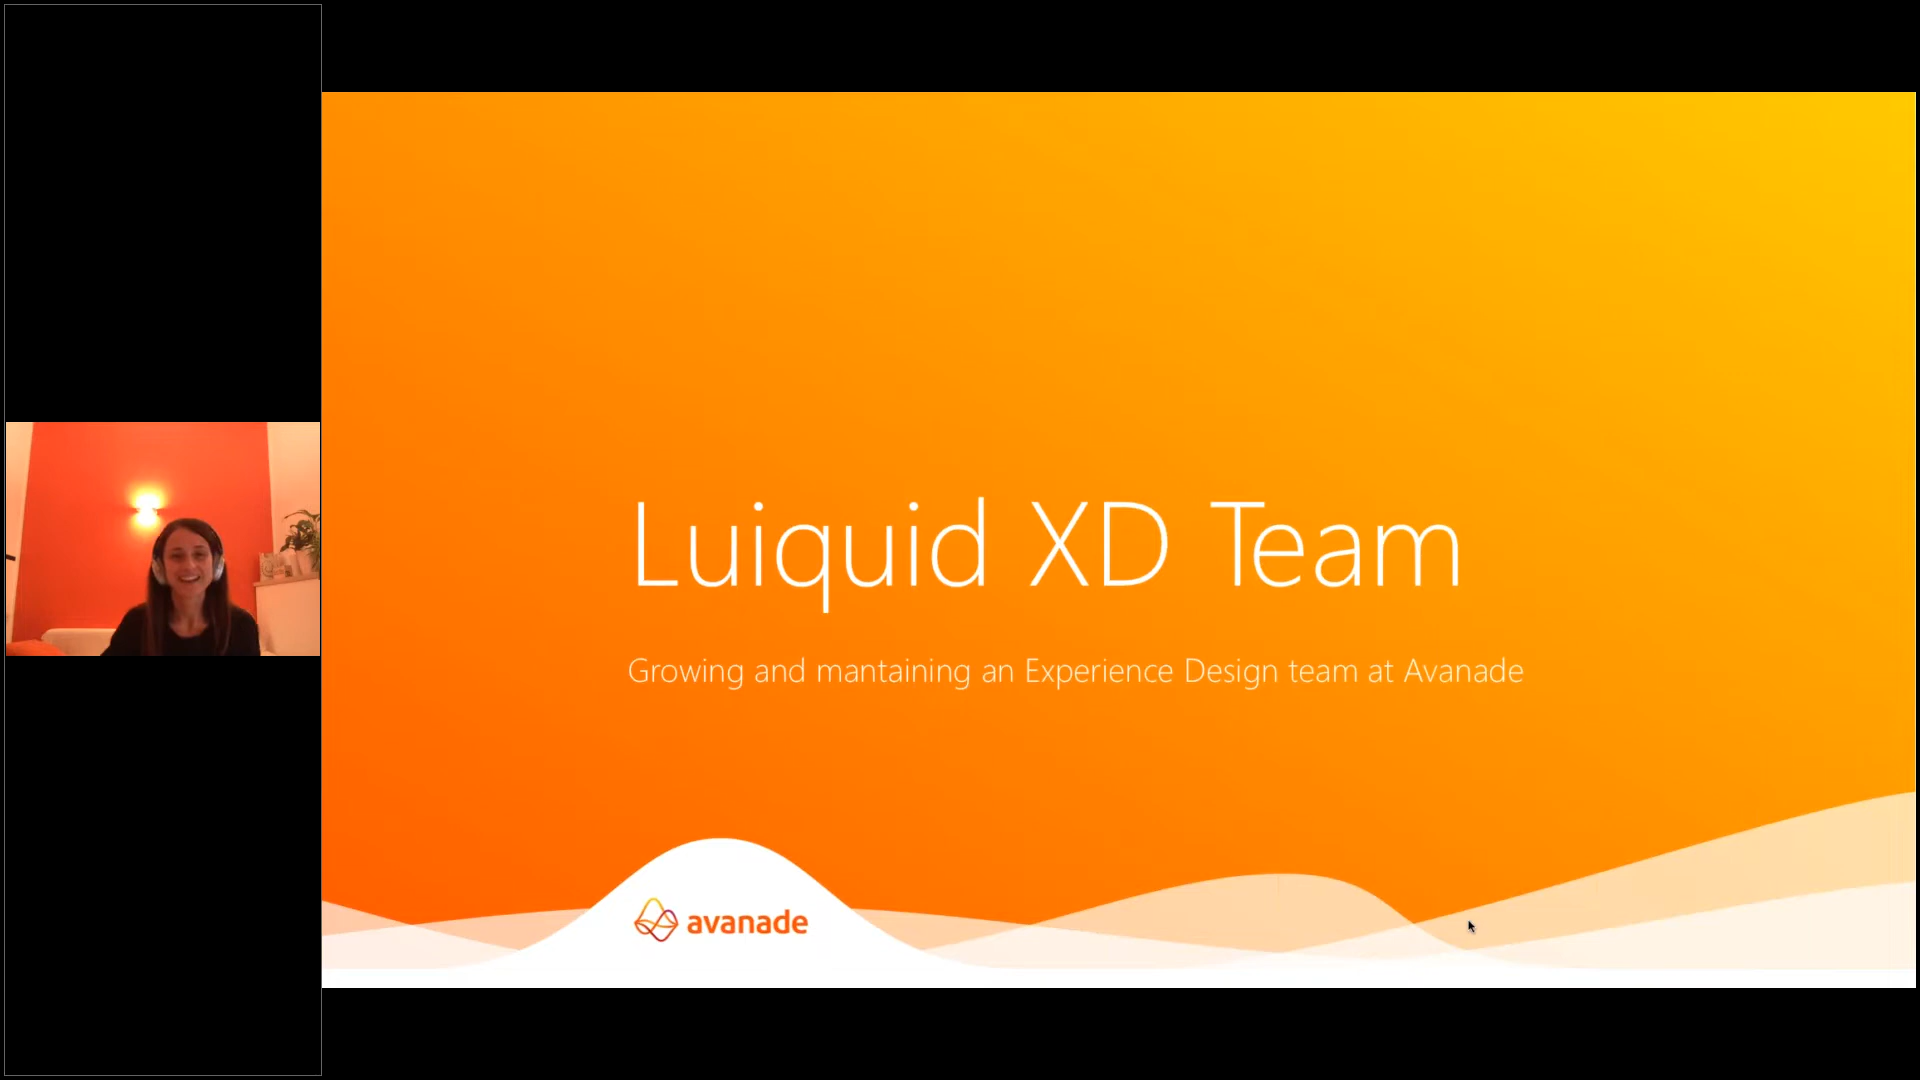 Luiquid XD Team
Growing and mantaining an Experience Design team at Avanade
avanade